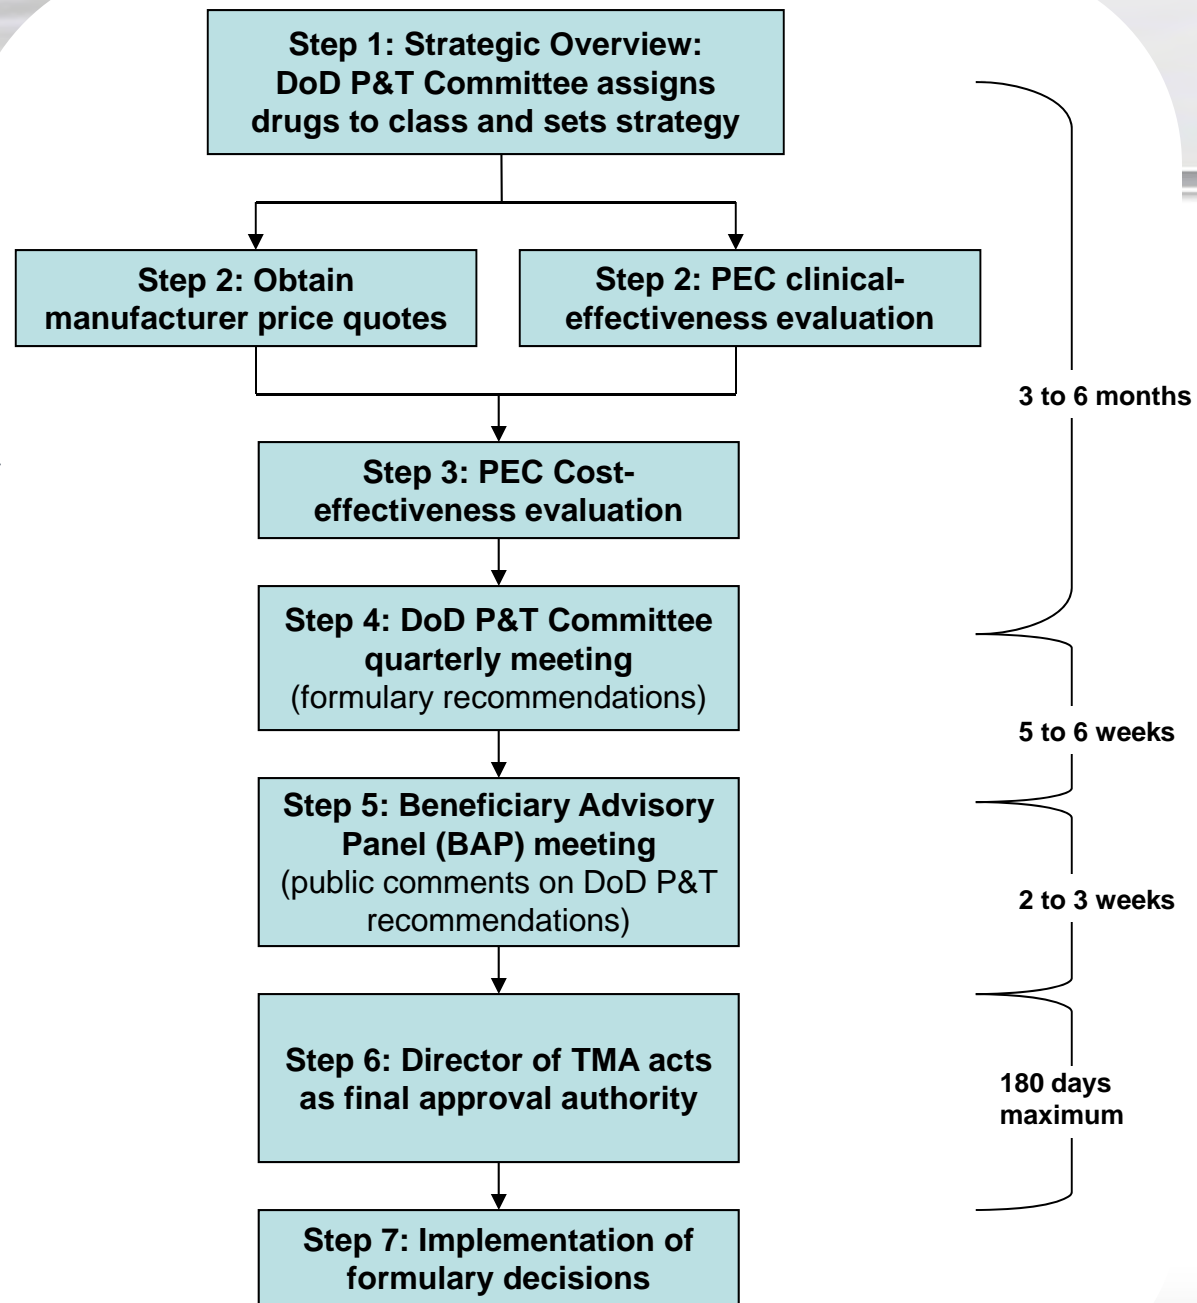 Step 1: Strategic Overview:
DoD P&T Committee assigns
drugs to class and sets strategy
Step 2: Obtain
manufacturer price quotes
Step 2: PEC clinical-
effectiveness evaluation
3 to 6 months
Step 3: PEC Cost-
effectiveness evaluation
Step 4: DoD P&T Committee
quarterly meeting
(formulary recommendations)
5 to 6 weeks
Step 5: Beneficiary Advisory
Panel (BAP) meeting
(public comments on DoD P&T
recommendations)
2 to 3 weeks
Step 6: Director of TMA acts
as final approval authority
180 days
maximum
Step 7: Implementation of
formulary decisions